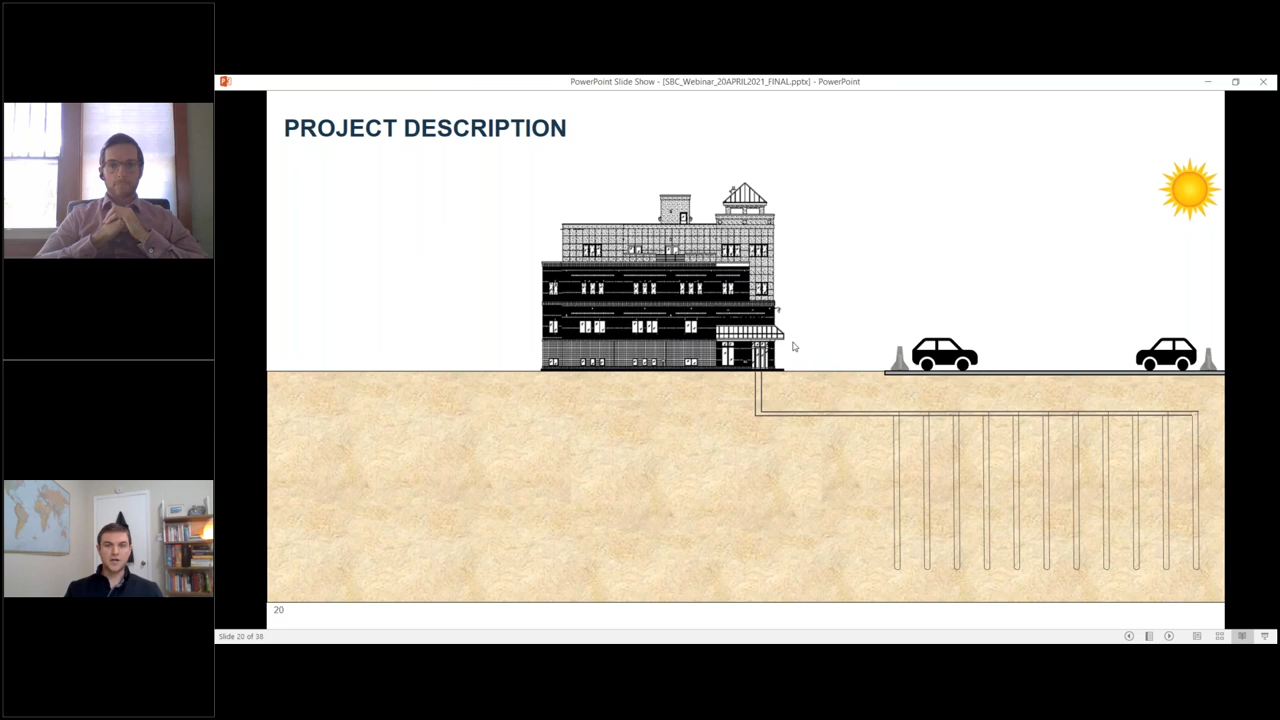 PowerPoint Slide Show - [SBC_Webinar_20APRIL2021_FINAL.pptx] - PowerPoint
PROJECT DESCRIPTION
20
Slide 20 of 38